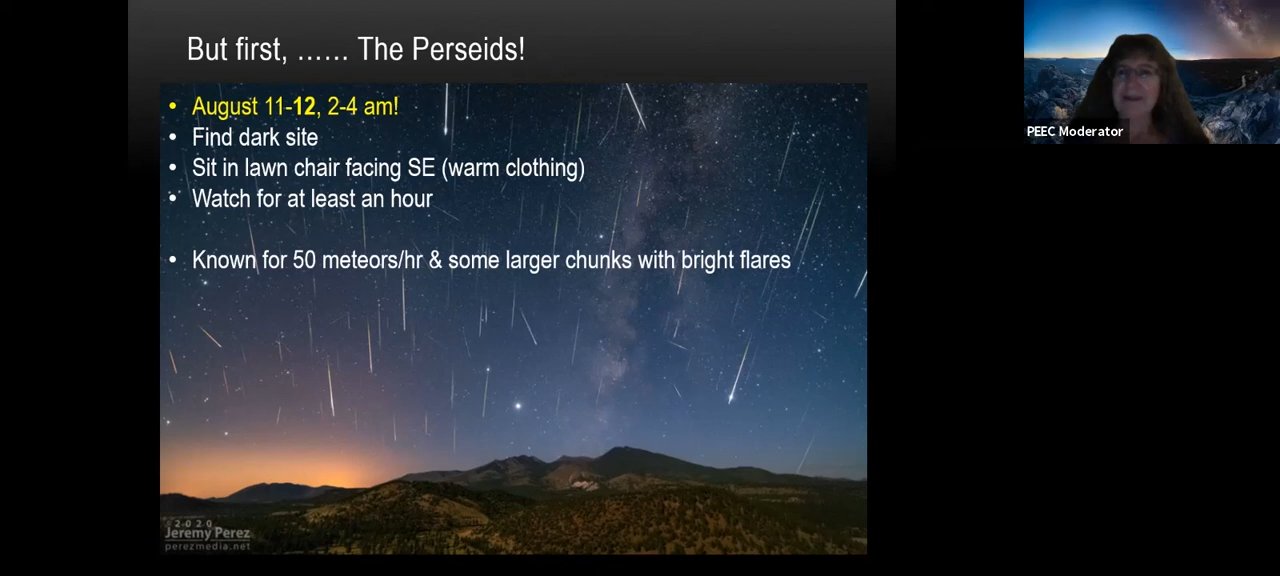 But first, ...... The Perseids!
• August 11-12, 2-4 am!
• Find dark site
• Sit in lawn chair facing SE (warm clothing)
• Watch for at least an hour
• Known for 50 meteors/hr & some larger chunks with bright flares
PEEC Moderator
©2020
Jeremy Perez
perezmedia.net